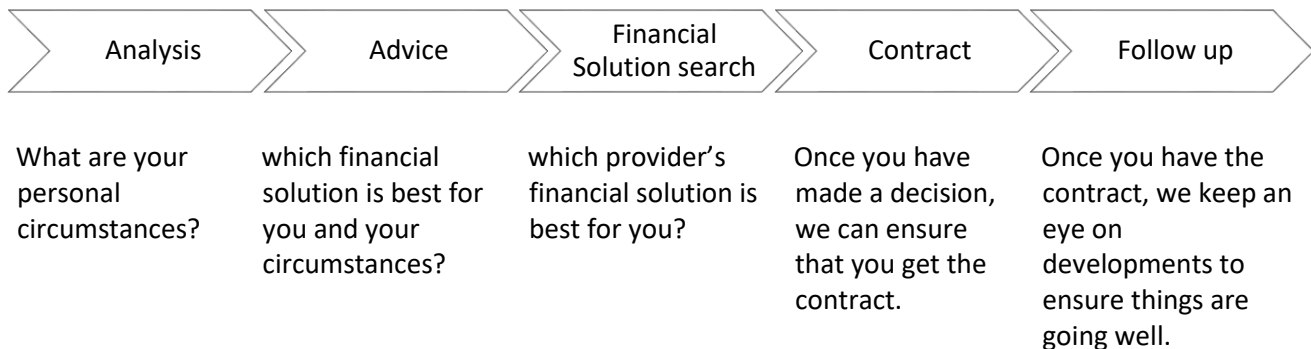 Analysis
Advice
Financial
Solution search
Contract
Follow up
What are your
personal
circumstances?
which financial
solution is best for
you and your
circumstances?
which provider’s
financial solution is
best for you?
Once you have
made a decision,
we can ensure
that you get the
contract.
Once you have the
contract, we keep an
eye on
developments to
ensure things are
going well.